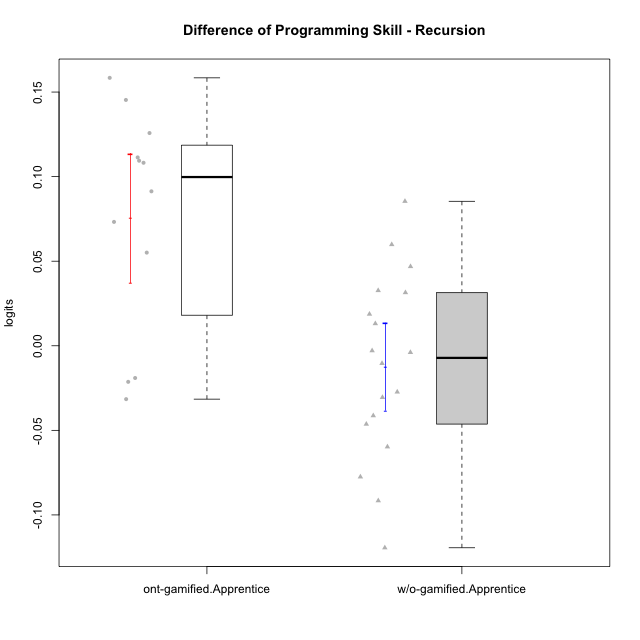 Difference of Programming Skill - Recursion
logits
0.15
0.10
0.05
0.00
-0.05
-0.10
ont-gamified.Apprentice
w/o-gamified.Apprentice